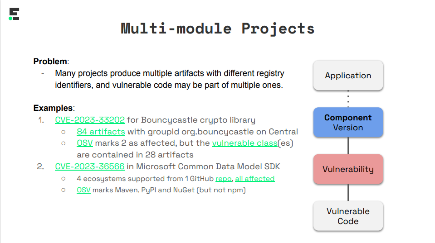 Multi-module Projects
Problem:
- Many projects produce multiple artifacts with different registry
identifiers, and vulnerable code may be part of multiple ones.
Examples:
1. CVE-2023-33202 for Bouncycastle crypto library
○ 84 artifacts with groupId org.bouncycastle on Central
○ OSV marks 2 as affected, but the vulnerable class(es)
are contained in 28 artifacts
2. CVE-2023-36566 in Microsoft Common Data Model SDK
○ 4 ecosystems supported from 1 GitHub repo, all affected
○ OSV marks Maven, PyPI and NuGet (but not npm)
Application
Component
Version
Vulnerability
Vulnerable
Code